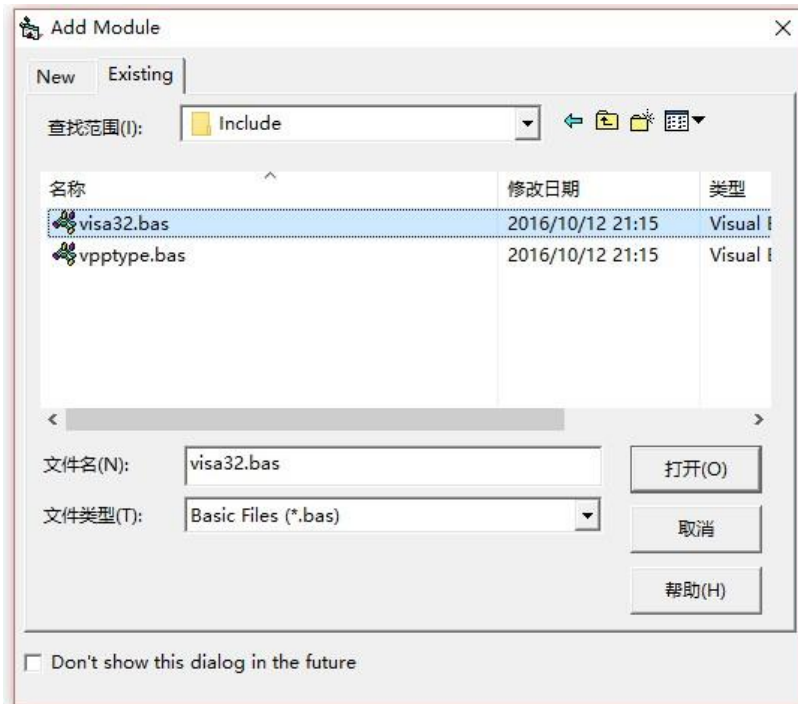 Add Module
New Existing
查找范围(I): Include
名称 修改日期 类型
visa32.bas 2016/10/12 21:15 Visual
vpptype.bas 2016/10/12 21:15 Visual
文件名(N): visa32.bas 打开(O)
文件类型(T): Basic Files (*.bas)
取消
帮助(H)
Don't show this dialog in the future